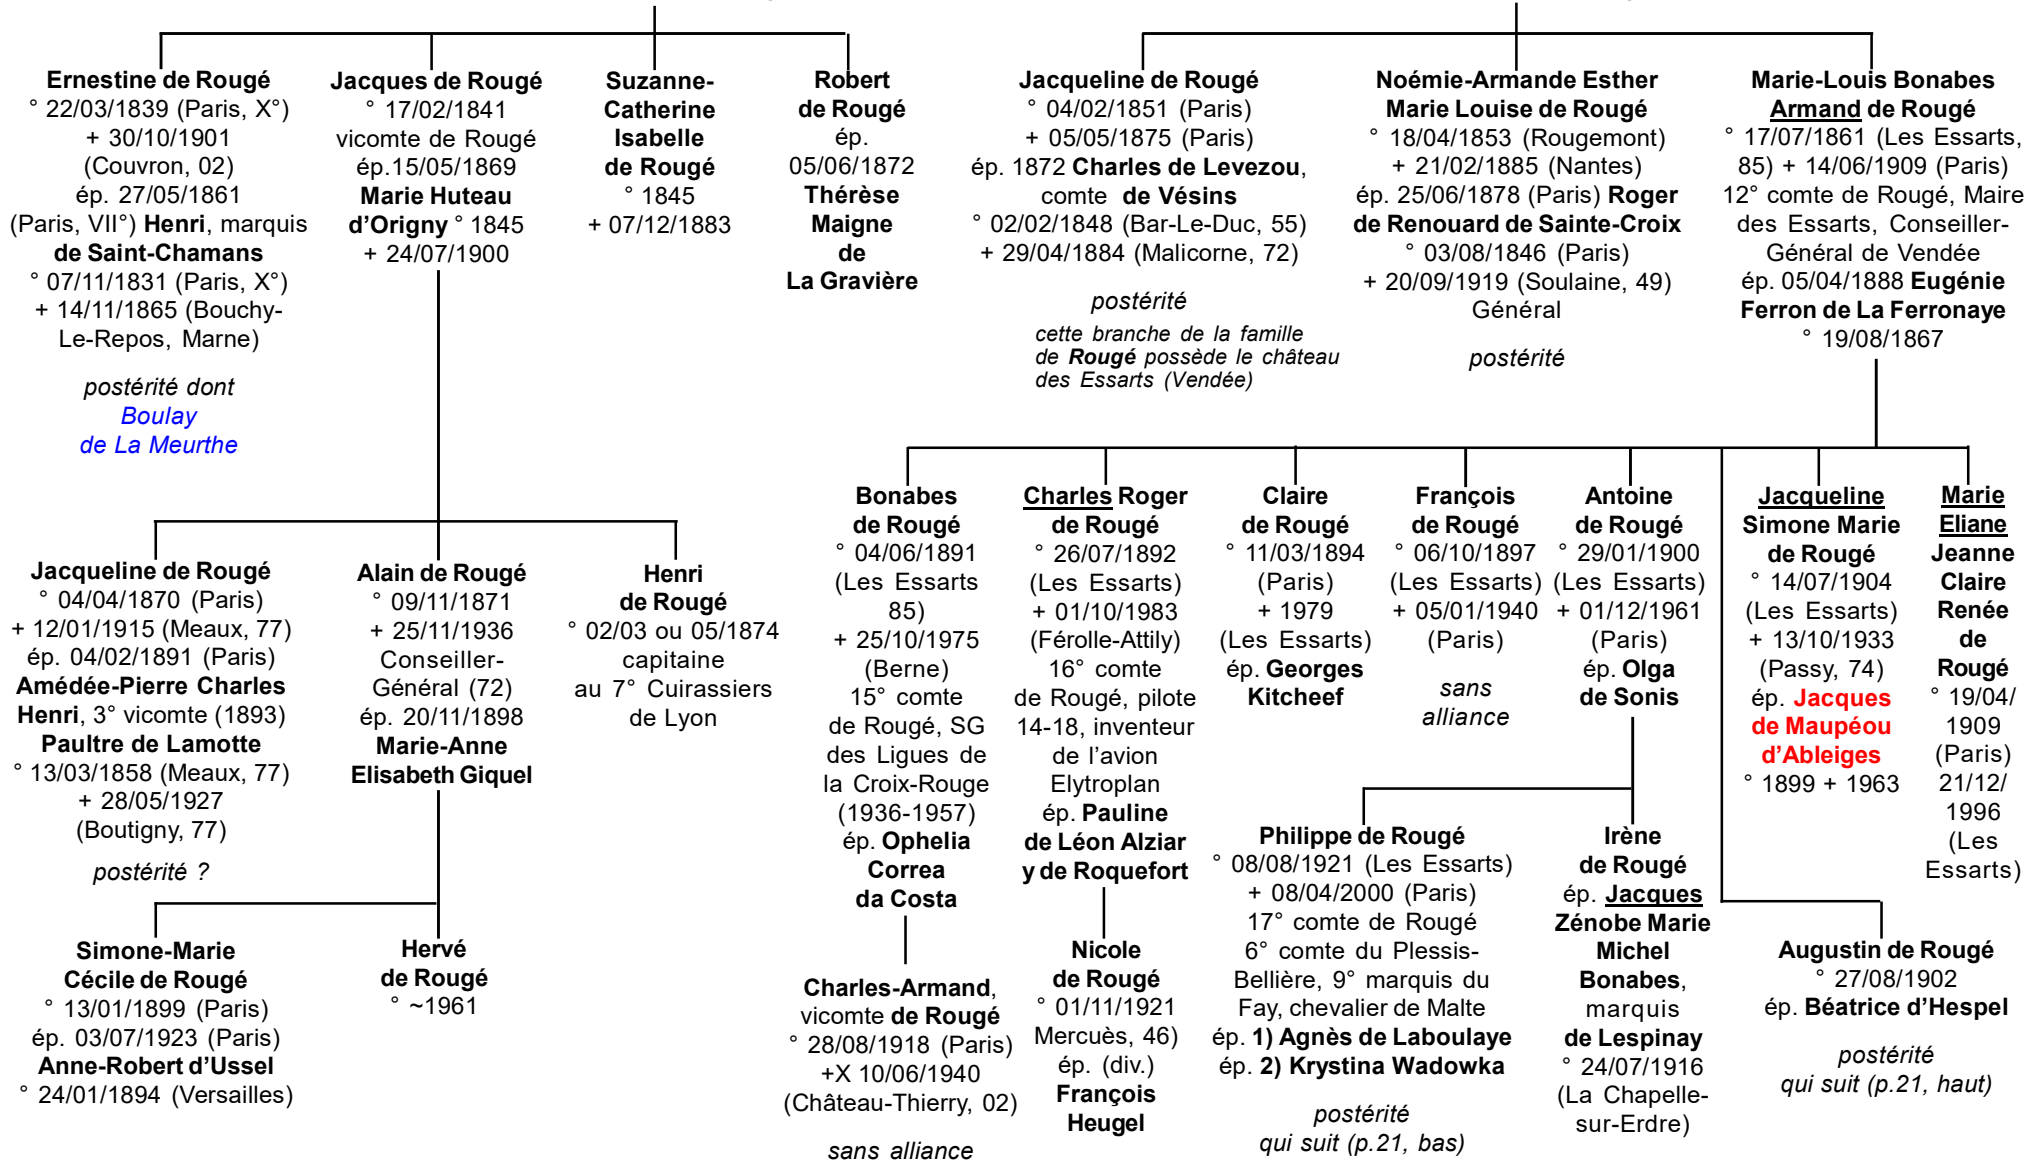 Ernestine de Rougé
° 22/03/1839 (Paris, X°)
+ 30/10/1901
(Couvron, 02)
ép. 27/05/1861
(Paris, VII°) Henri, marquis
de Saint-Chamans
° 07/11/1831 (Paris, X°)
+ 14/11/1865 (Bouchy-
Le-Repos, Marne)
postérité dont
Boulay
de La Meurthe
Jacques de Rougé
° 17/02/1841
vicomte de Rougé
ép.15/05/1869
Marie Huteau
d’Origny ° 1845
+ 24/07/1900
Suzanne-
Catherine
Isabelle
de Rougé
° 1845
+ 07/12/1883
Robert
de Rougé
ép.
05/06/1872
Thérèse
Maigne
de
La Gravière
Jacqueline de Rougé
° 04/02/1851 (Paris)
+ 05/05/1875 (Paris)
ép. 1872 Charles de Levezou,
comte de Vésins
° 02/02/1848 (Bar-Le-Duc, 55)
+ 29/04/1884 (Malicorne, 72)
postérité
cette branche de la famille
de Rougé possède le château
des Essarts (Vendée)
Noémie-Armande Esther
Marie Louise de Rougé
° 18/04/1853 (Rougemont)
+ 21/02/1885 (Nantes)
ép. 25/06/1878 (Paris) Roger
de Renouard de Sainte-Croix
° 03/08/1846 (Paris)
+ 20/09/1919 (Soulaine, 49)
Général
postérité
Marie-Louis Bonabes
Armand de Rougé
° 17/07/1861 (Les Essarts,
85) + 14/06/1909 (Paris)
12° comte de Rougé, Maire
des Essarts, Conseiller-
Général de Vendée
ép. 05/04/1888 Eugénie
Ferron de La Ferronaye
° 19/08/1867
Jacqueline de Rougé
° 04/04/1870 (Paris)
+ 12/01/1915 (Meaux, 77)
ép. 04/02/1891 (Paris)
Amédée-Pierre Charles
Henri, 3° vicomte (1893)
Paultre de Lamotte
° 13/03/1858 (Meaux, 77)
+ 28/05/1927
(Boutigny, 77)
postérité ?
Alain de Rougé
° 09/11/1871
+ 25/11/1936
Conseiller-
Général (72)
ép. 20/11/1898
Marie-Anne
Elisabeth Giquel
Henri
de Rougé
° 02/03 ou 05/1874
capitaine
au 7° Cuirassiers
de Lyon
Bonabes
de Rougé
° 04/06/1891
(Les Essarts
85)
+ 25/10/1975
(Berne)
15° comte
de Rougé, SG
des Ligues de
la Croix-Rouge
(1936-1957)
ép. Ophelia
Correa
da Costa
Charles Roger
de Rougé
° 26/07/1892
(Les Essarts)
+ 01/10/1983
(Férolle-Attily)
16° comte
de Rougé, pilote
14-18, inventeur
de l’avion
Elytroplan
ép. Pauline
de Léon Alziar
y de Roquefort
Claire
de Rougé
° 11/03/1894
(Paris)
+ 1979
(Les Essarts)
ép. Georges
Kitcheef
François
de Rougé
° 06/10/1897
(Les Essarts)
+ 05/01/1940
(Paris)
sans
alliance
Antoine
de Rougé
° 29/01/1900
(Les Essarts)
+ 01/12/1961
(Paris)
ép. Olga
de Sonis
Jacqueline
Simone Marie
de Rougé
° 14/07/1904
(Les Essarts)
+ 13/10/1933
(Passy, 74)
ép. Jacques
de Maupéou
d’Ableiges
° 1899 + 1963
Marie
Eliane
Jeanne
Claire
Renée
de
Rougé
° 19/04/
1909
(Paris)
21/12/
1996
(Les
Essarts)
Simone-Marie
Cécile de Rougé
° 13/01/1899 (Paris)
ép. 03/07/1923 (Paris)
Anne-Robert d’Ussel
° 24/01/1894 (Versailles)
Hervé
de Rougé
° ~1961
Charles-Armand,
vicomte de Rougé
° 28/08/1918 (Paris)
+X 10/06/1940
(Château-Thierry, 02)
sans alliance
Nicole
de Rougé
° 01/11/1921
Mercuès, 46)
ép. (div.)
François
Heugel
Philippe de Rougé
° 08/08/1921 (Les Essarts)
+ 08/04/2000 (Paris)
17° comte de Rougé
6° comte du Plessis-
Bellière, 9° marquis du
Fay, chevalier de Malte
ép. 1) Agnès de Laboulaye
ép. 2) Krystina Wadowka
postérité
qui suit (p.21, bas)
Irène
de Rougé
ép. Jacques
Zénobe Marie
Michel
Bonabes,
marquis
de Lespinay
° 24/07/1916
(La Chapelle-
sur-Erdre)
Augustin de Rougé
° 27/08/1902
ép. Béatrice d’Hespel
postérité
qui suit (p.21, haut)